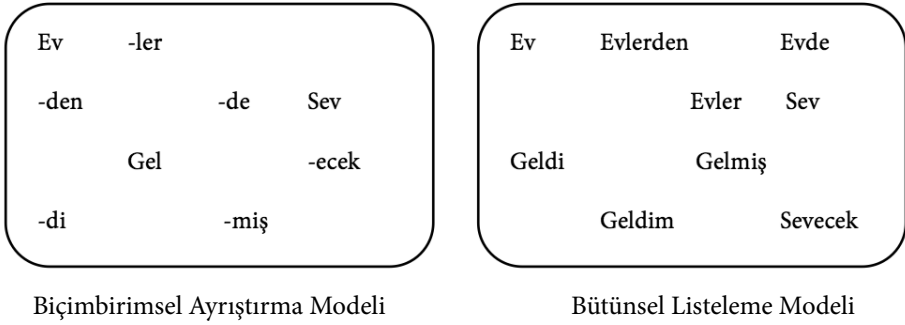 Ev -ler
-den -de Sev
Gel -ecek
-di -miş
Biçimbirimsel Ayrıştırma Modeli
Ev Evlerden Evde
Evler Sev
Geldi Gelmiş
Geldim Sevecek
Bütünsel Listeleme Modeli